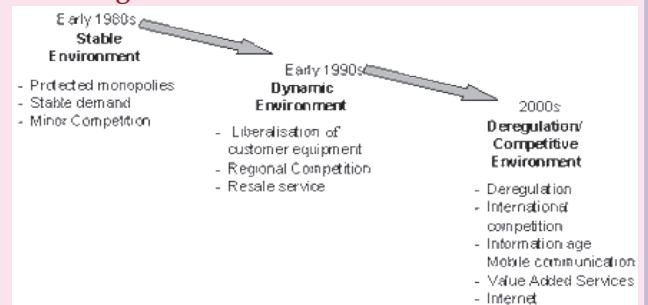 Early 1980s
Stable
Environment
- Protected monopolies
- Stable demand
- Minor Competition
Early 1990s
Dynamic
Environment
- Liberalisation of
customer equipment
- Regional Competition
- Resale service
2000s
Deregulation/
Competitive
Environment
- Deregulation
- International
competition
- Information age
Mobile communication
- Value Added Services
- Internet